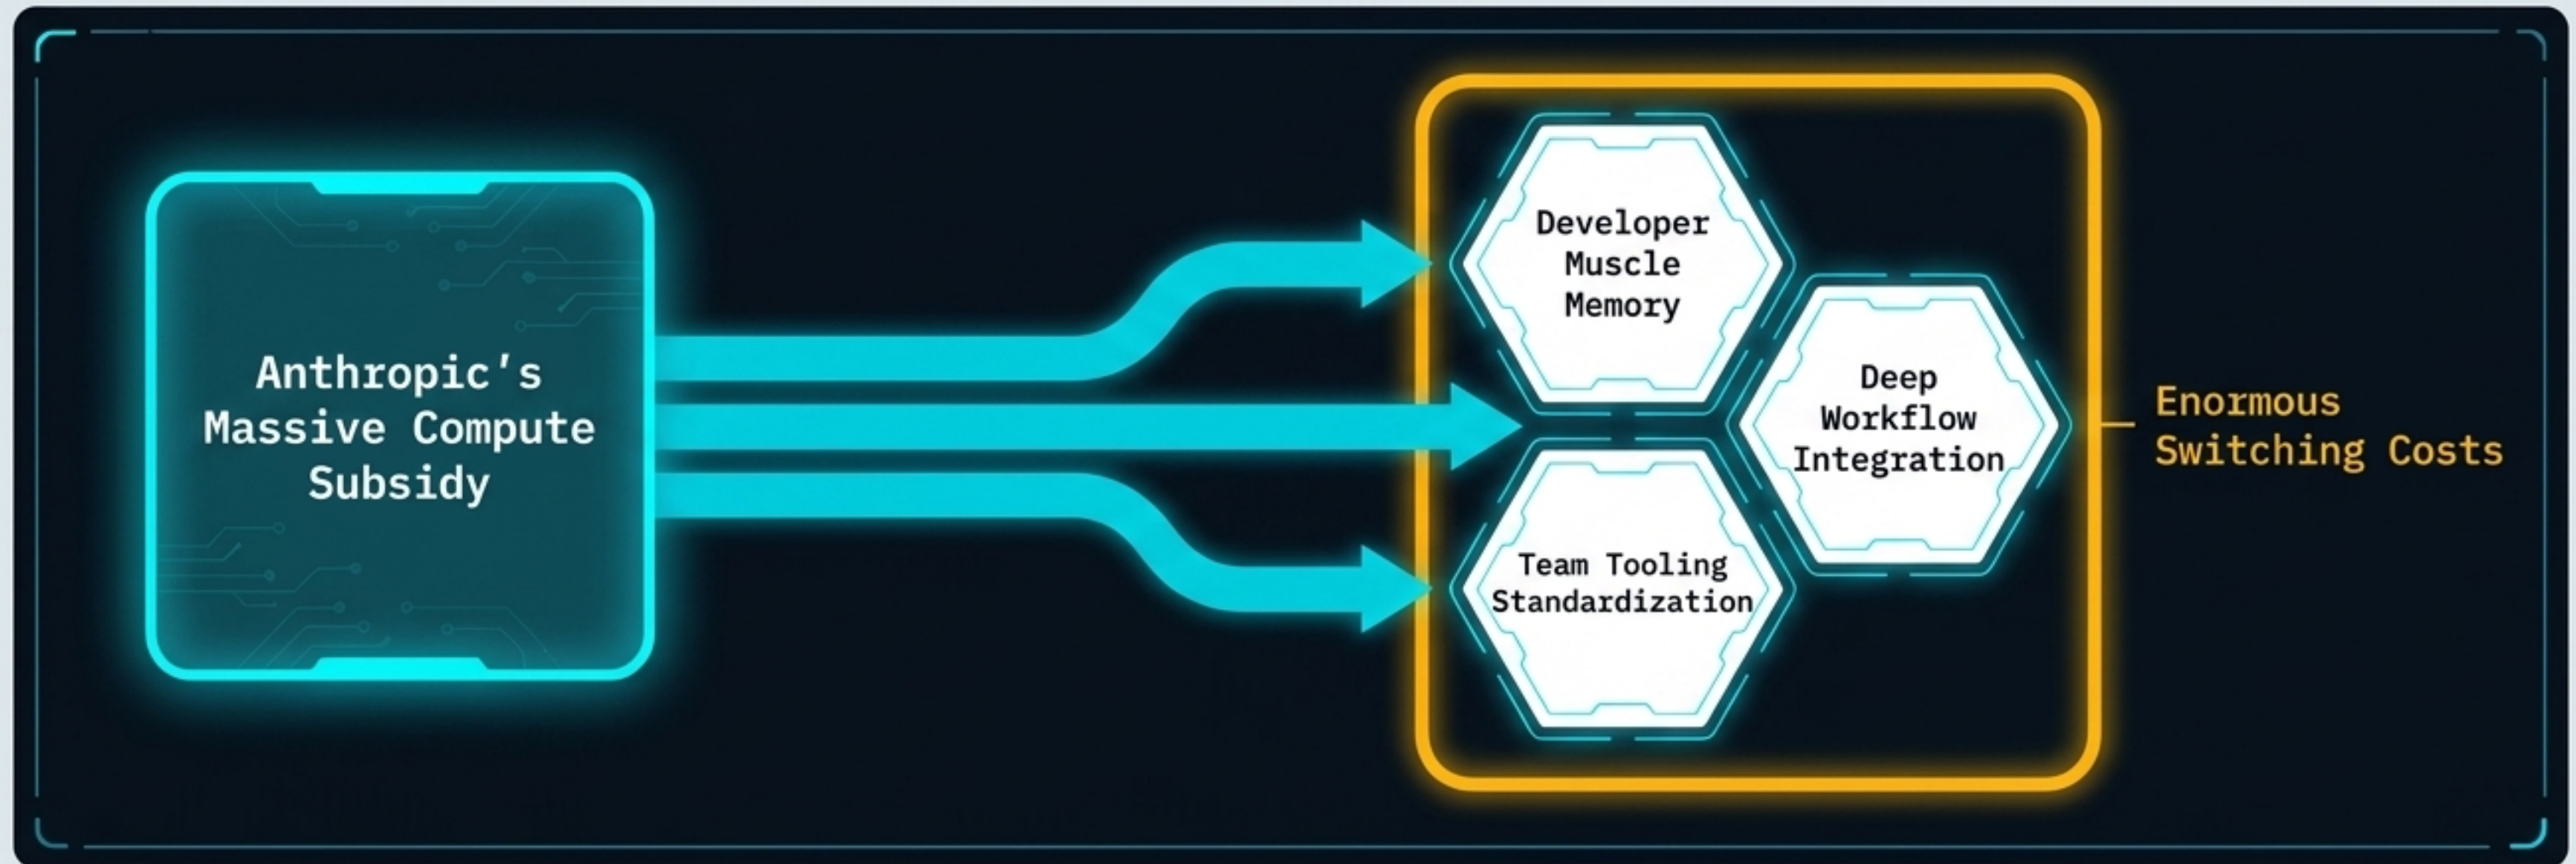 Anthropic’s
Massive Compute
Subsidy
Developer
Muscle
Memory
Deep
Workflow
Integration
Team Tooling
Standardization
Enormous
Switching Costs